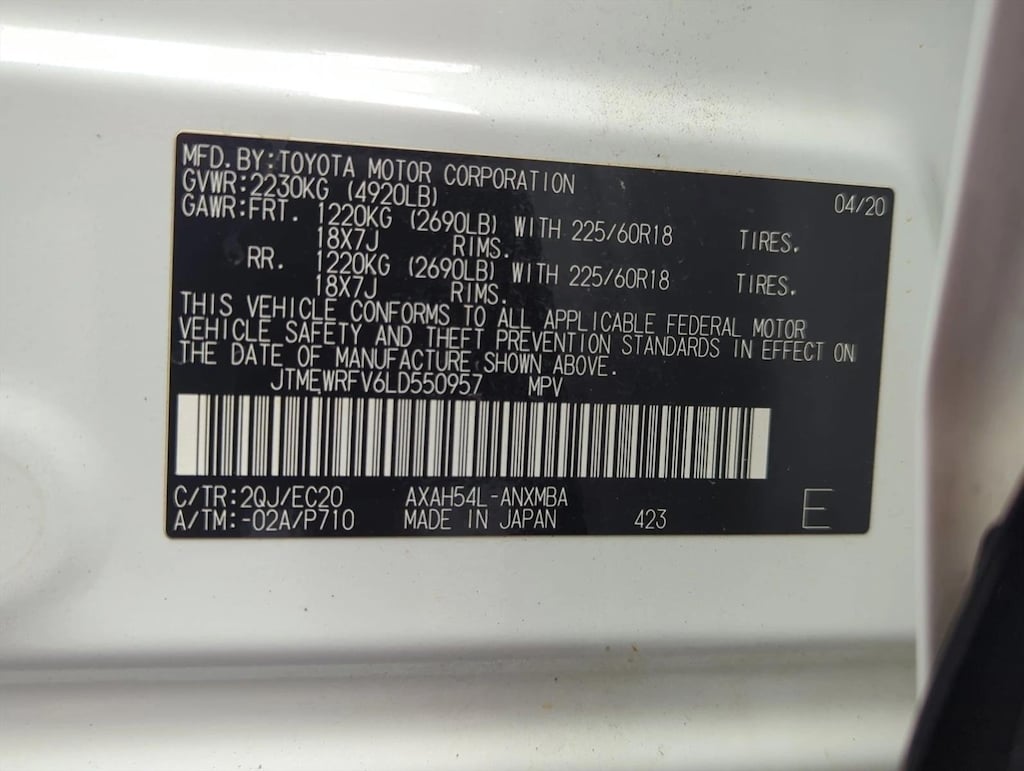 MFD.BY:TOYOTA MOTOR CORPORATION 04/20
GVWR:2230KG (4920LB)
GAWR:FRT. 1220KG (2690LB) WITH 225/60R18 TIRES.
18X7J RIMS.
RR. 1220KG (2690LB) WITH 225/60R18 TIRES.
18X7J RIMS.
THIS VEHICLE CONFORMS TO ALL APPLICABLE FEDERAL MOTOR
VEHICLE SAFETY AND THEFT PREVENTION STANDARDS IN EFFECT ON
THE DATE OF MANUFACTURE SHOWN ABOVE.
JTMEWRFV6LD550957 MPV
C/TR:2QJ/EC20 AXAH54L-ANXMBA
A/TM:-02A/P710 MADE IN JAPAN 423 E